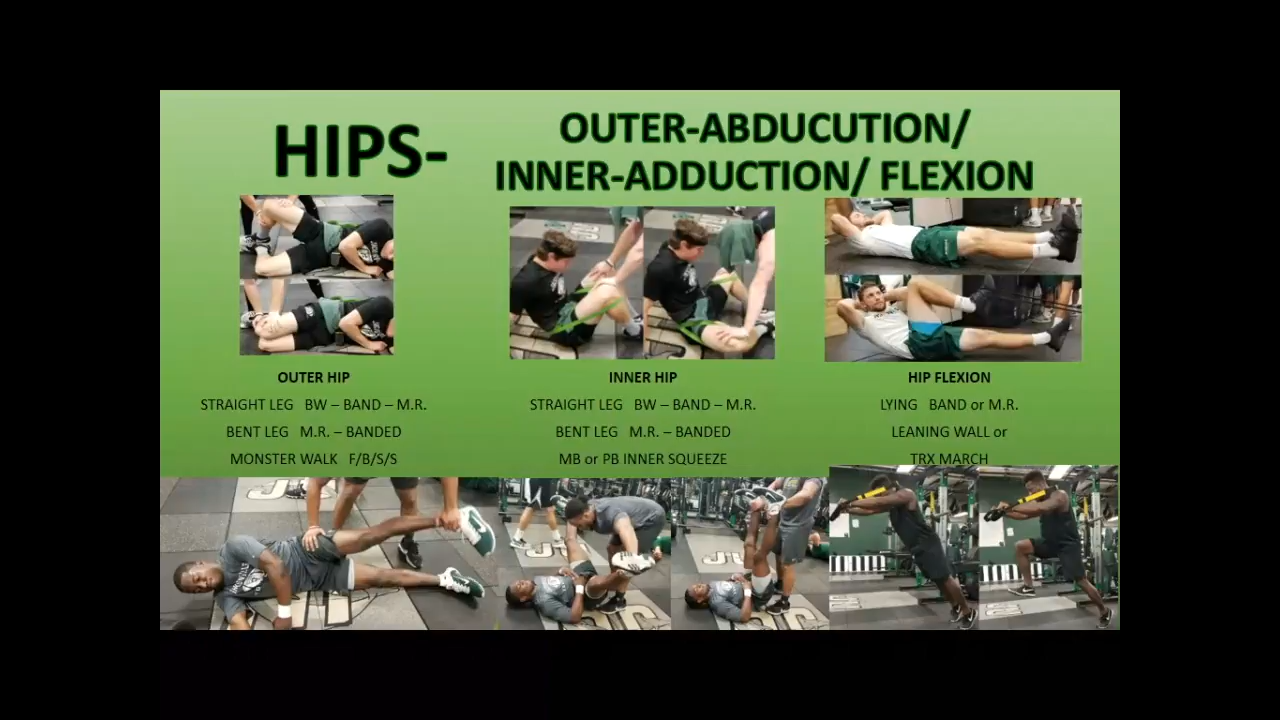 HIPS-
OUTER-ABDUCUTION/
INNER-ADDUCTION/ FLEXION
OUTER HIP
STRAIGHT LEG BW – BAND – M.R.
BENT LEG M.R. – BANDED
MONSTER WALK F/B/S/S
INNER HIP
STRAIGHT LEG BW – BAND – M.R.
BENT LEG M.R. – BANDED
MB or PB INNER SQUEEZE
HIP FLEXION
LYING BAND or M.R.
LEANING WALL or
TRX MARCH